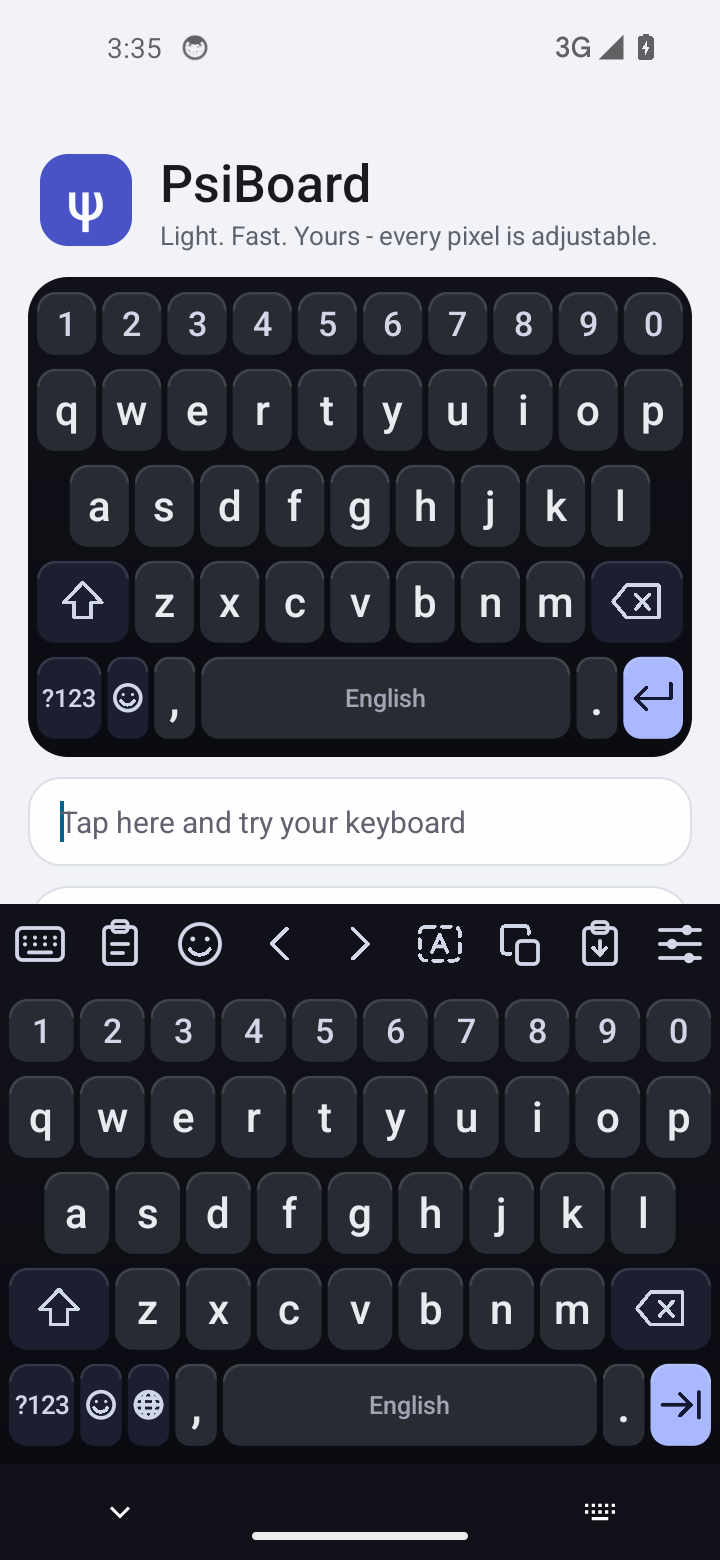 3:35
3G
ψ
PsiBoard
Light. Fast. Yours - every pixel is adjustable.
1 2 3 4 5 6 7 8 9 0
q w e r t y u i o p
a s d f g h j k l
z x c v b n m
?123 , English .
Tap here and try your keyboard
A
1 2 3 4 5 6 7 8 9 0
q w e r t y u i o p
a s d f g h j k l
z x c v b n m
?123 , English .